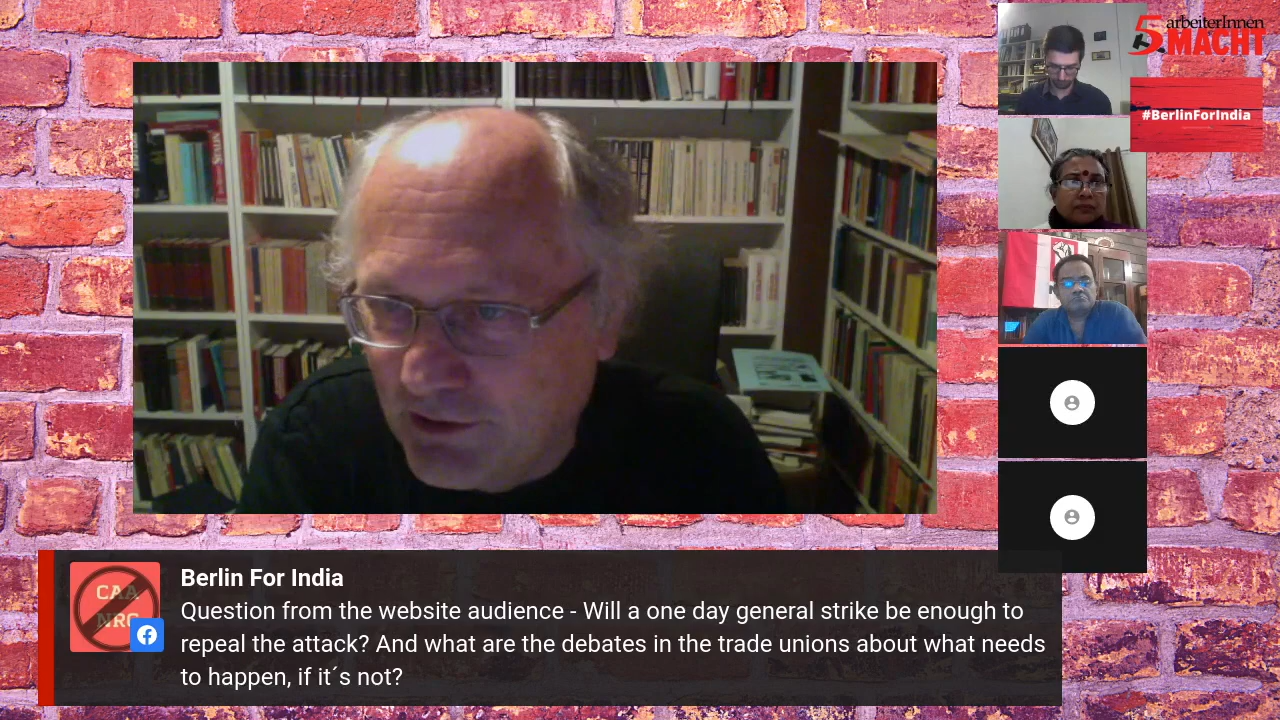 5
arbeiterInnen
MACHT
#BerlinForIndia
CAA
NRC
Berlin For India
Question from the website audience - Will a one day general strike be enough to
repeal the attack? And what are the debates in the trade unions about what needs
to happen, if it´s not?